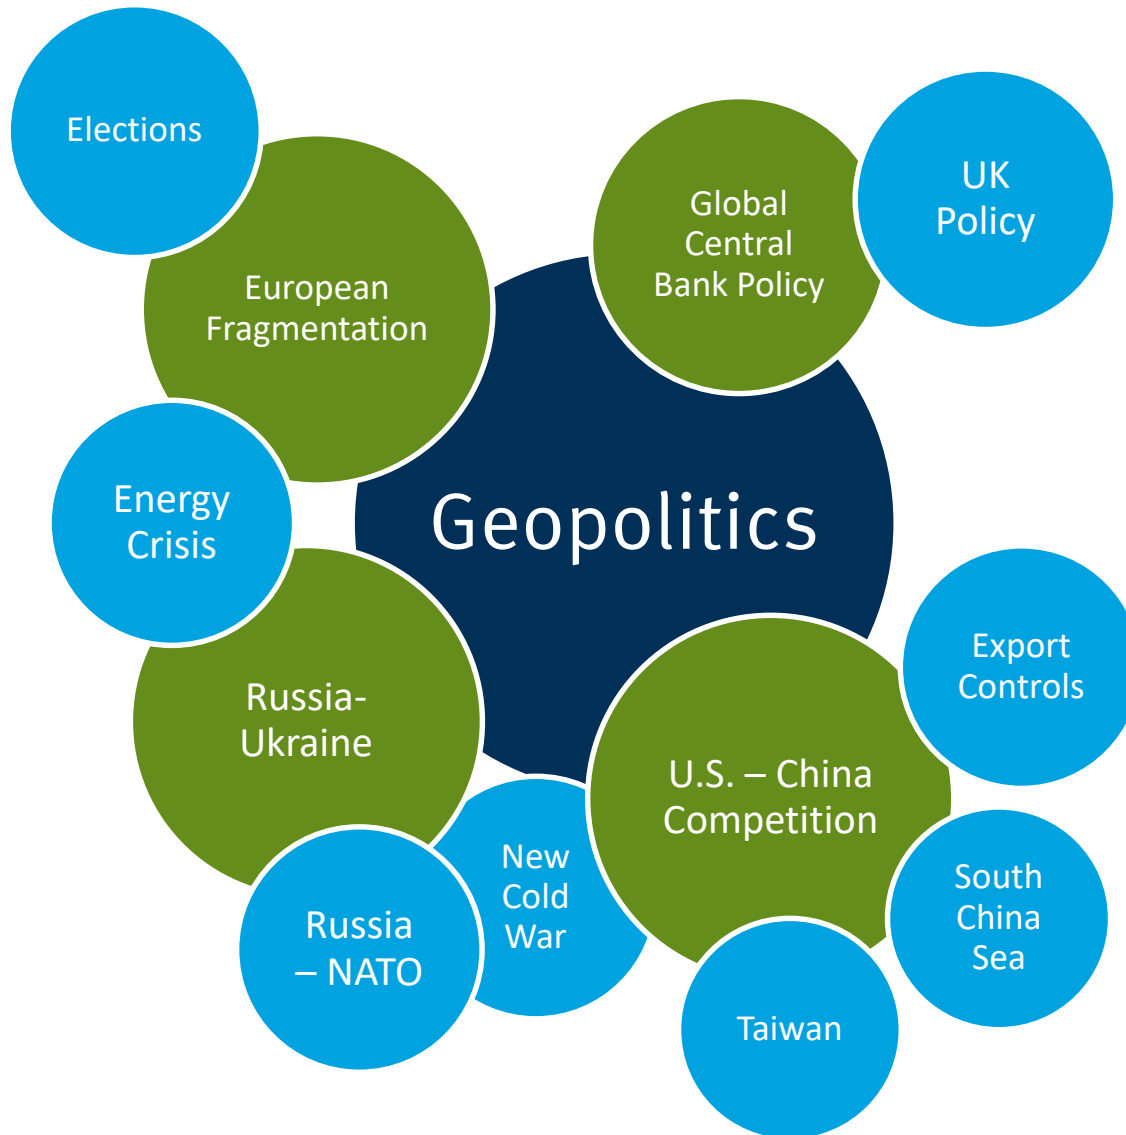 Elections
UK
Policy
Global
Central
Bank Policy
European
Fragmentation
Energy
Crisis
Geopolitics
Export
Controls
Russia-
Ukraine
U.S. – China
Competition
New
Cold
War
South
China
Sea
Russia
– NATO
Taiwan